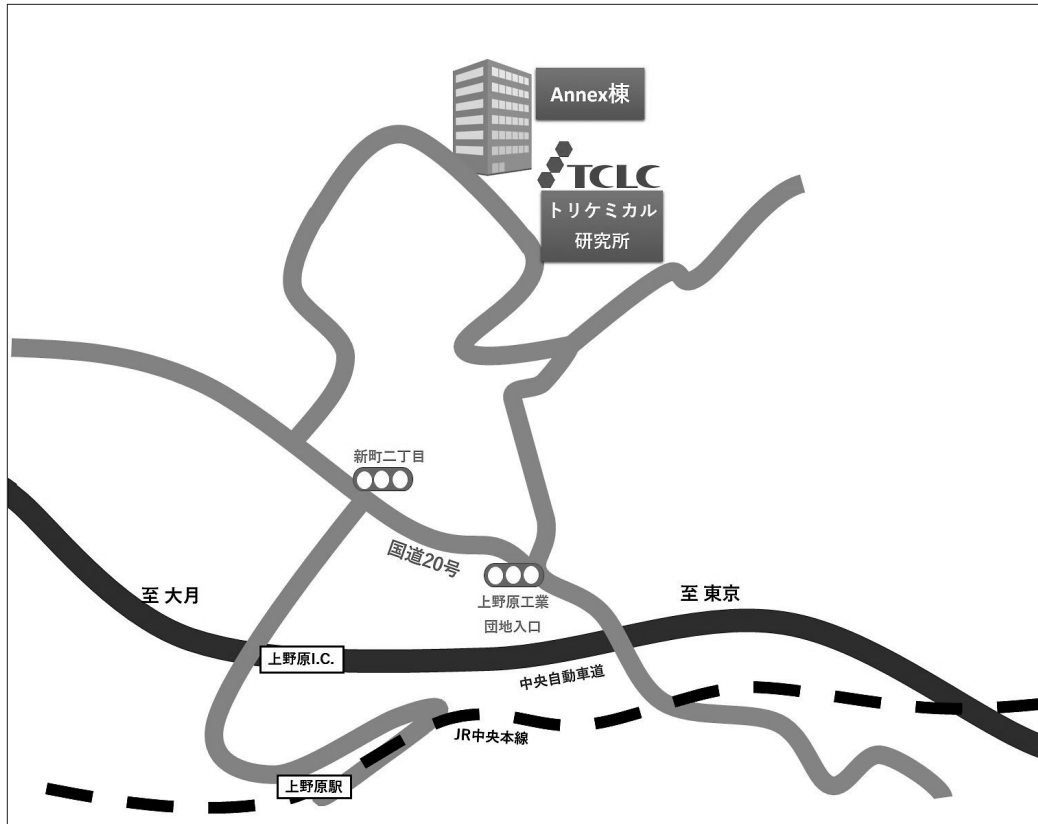 Annex棟
TCLC
トリケミカル
研究所
新町二丁目
国道20号
上野原工業
団地入口
至 大月
至 東京
上野原I.C.
中央自動車道
JR中央本線
上野原駅